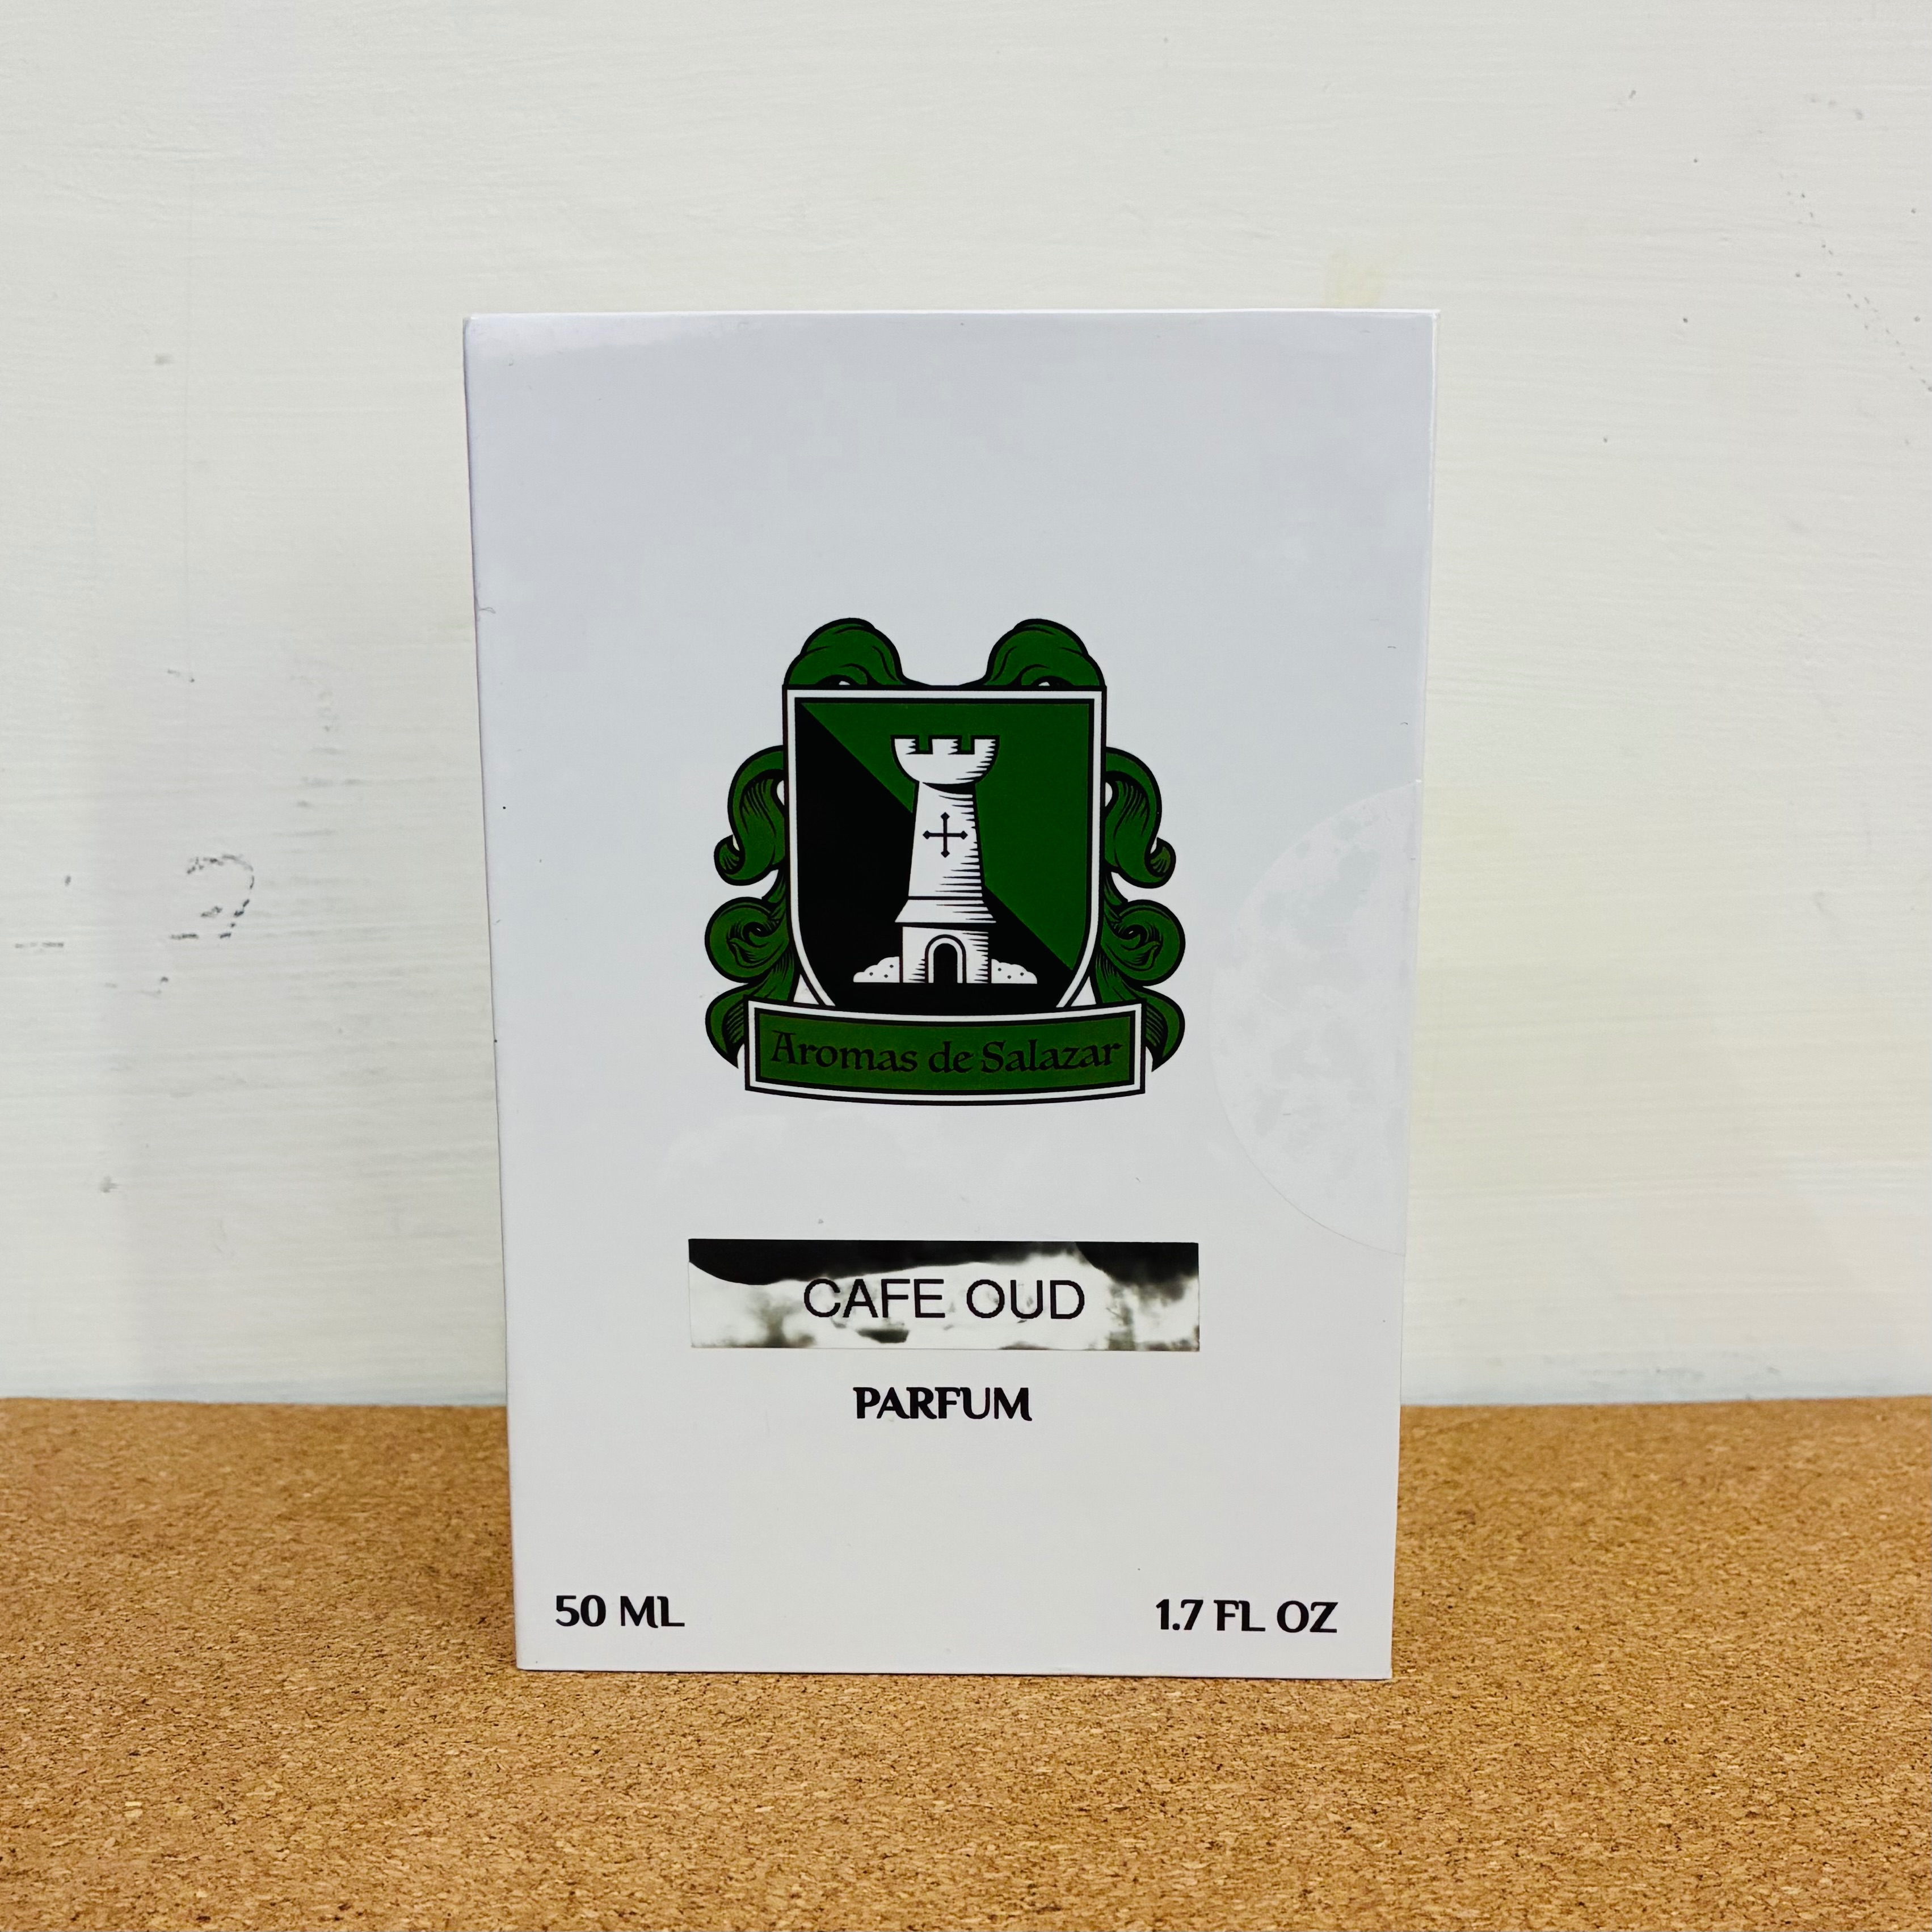 Aromas de Salazar
CAFE OUD
PARFUM
50 ML
1.7 FL OZ